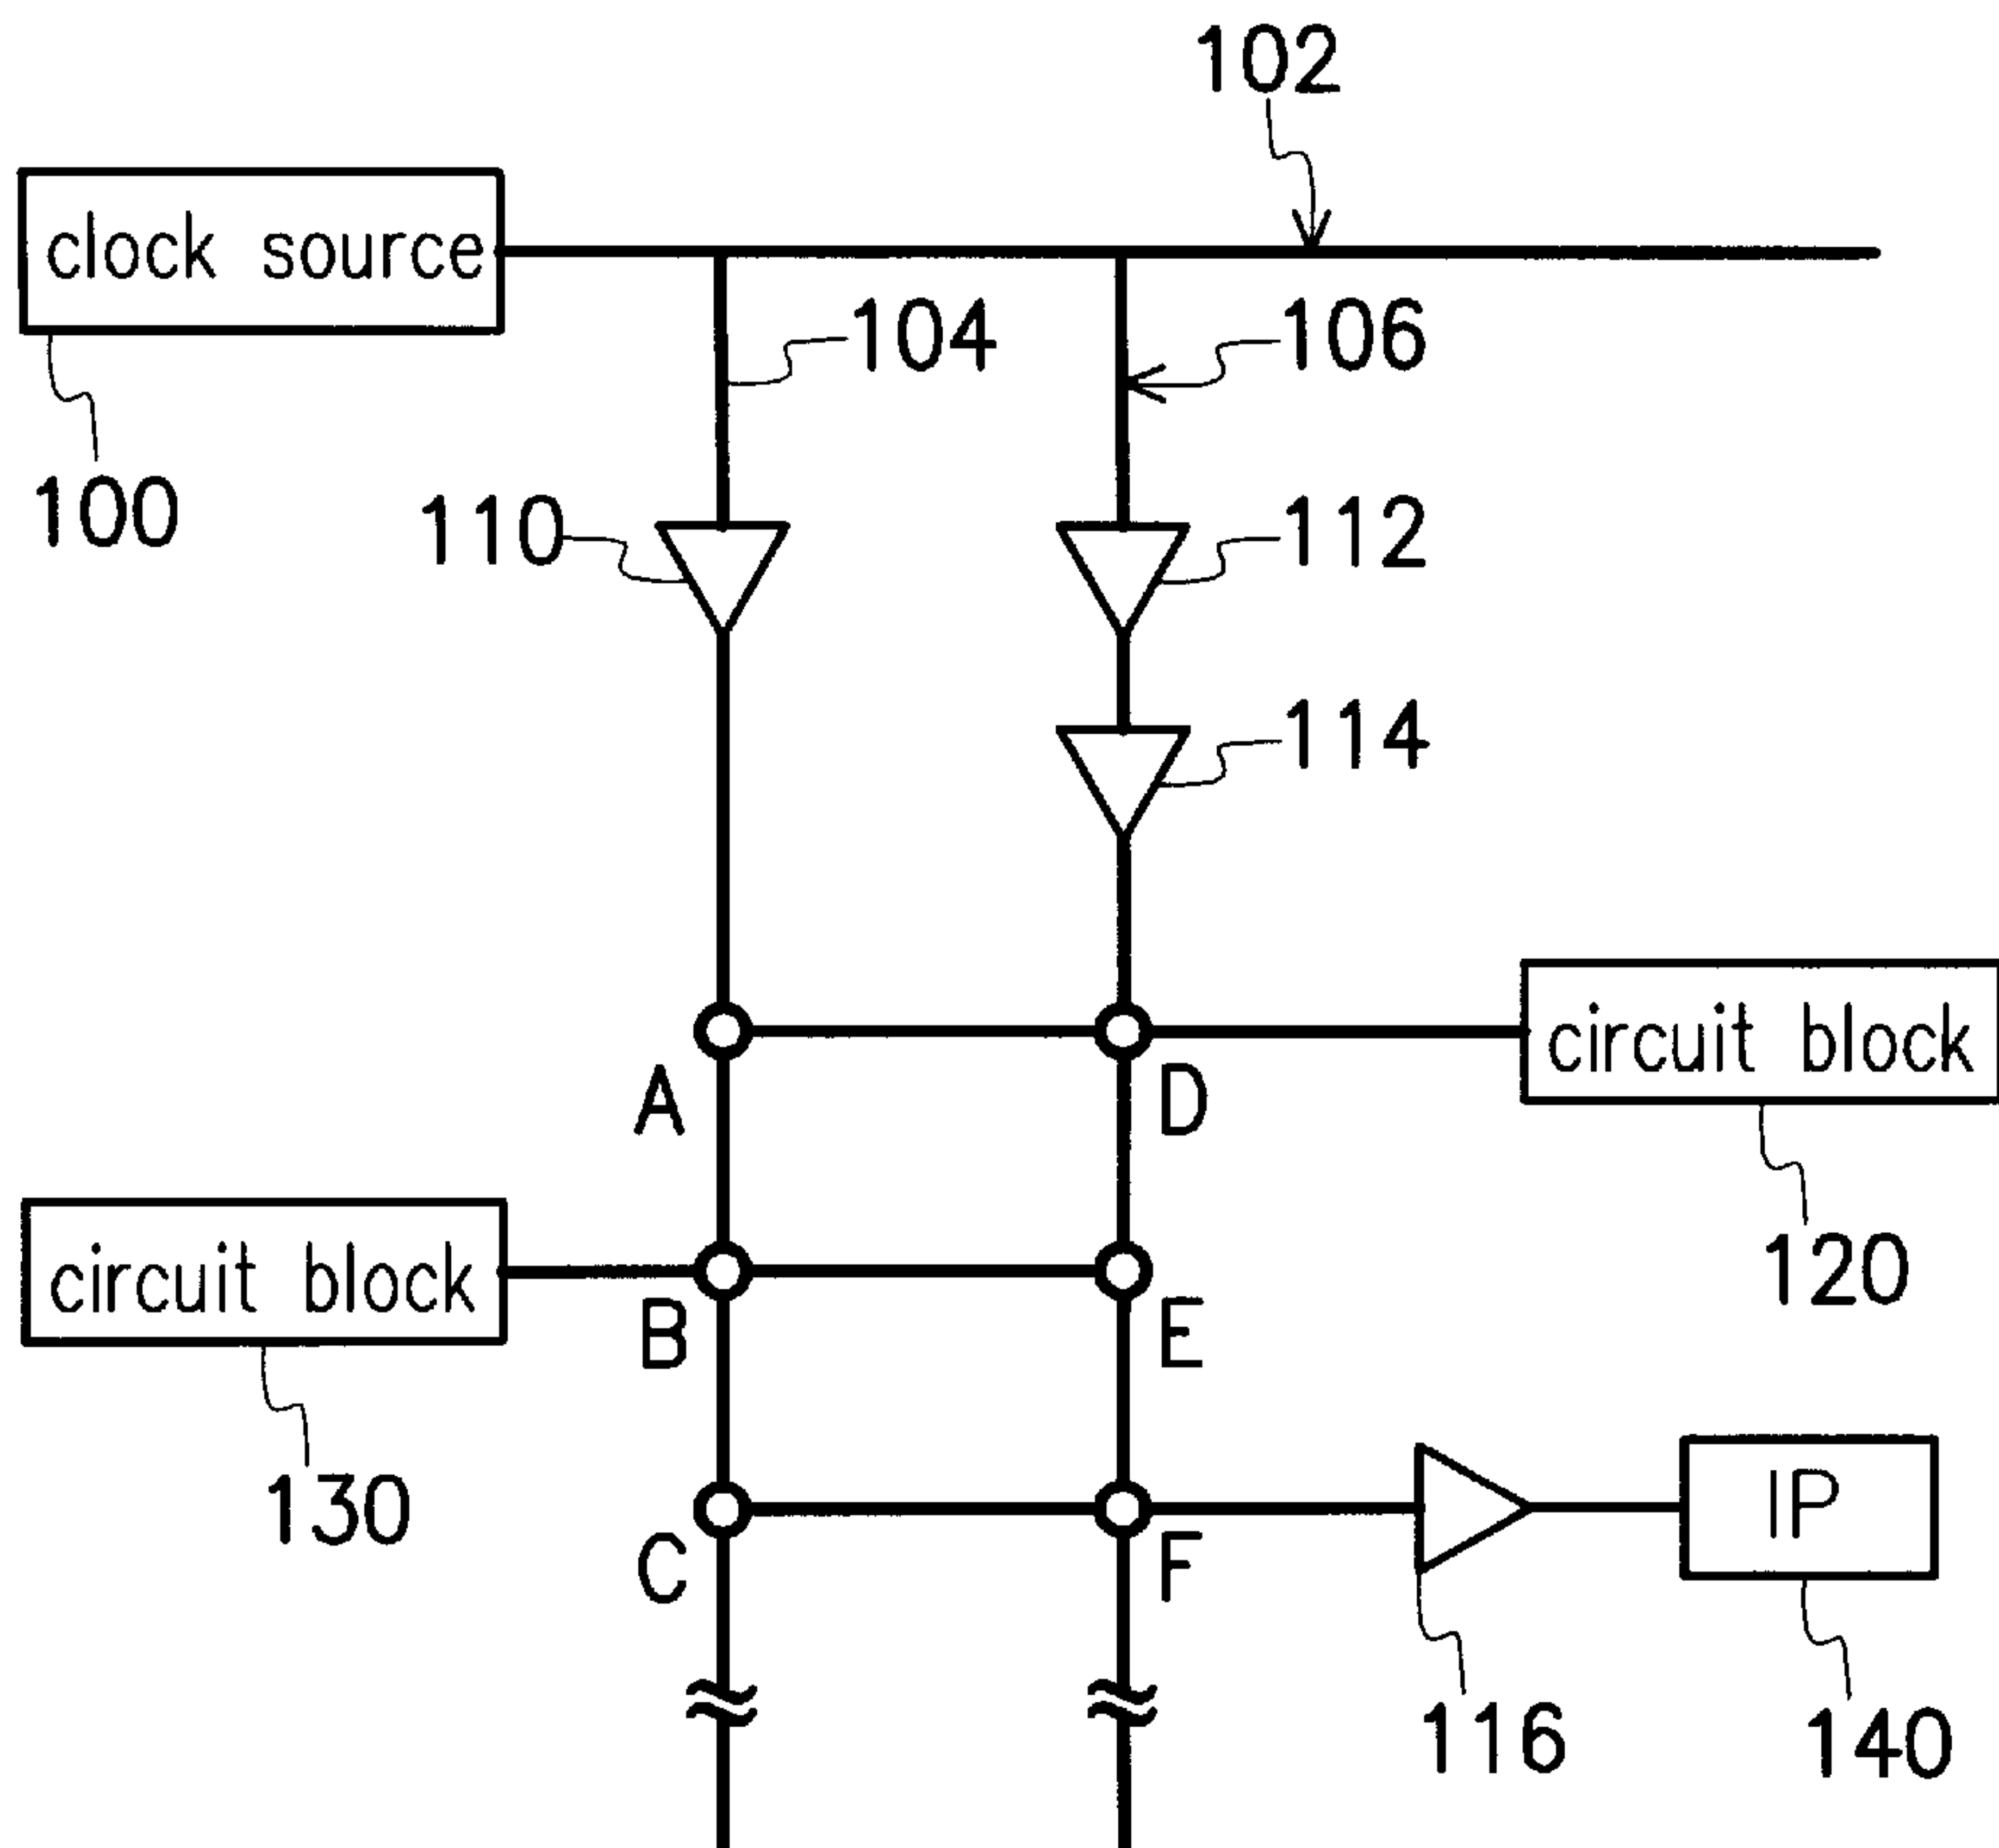 102
clock source
104
106
100
110
112
114
circuit block
A
D
120
circuit block
B
E
IP
130
C
F
116
140